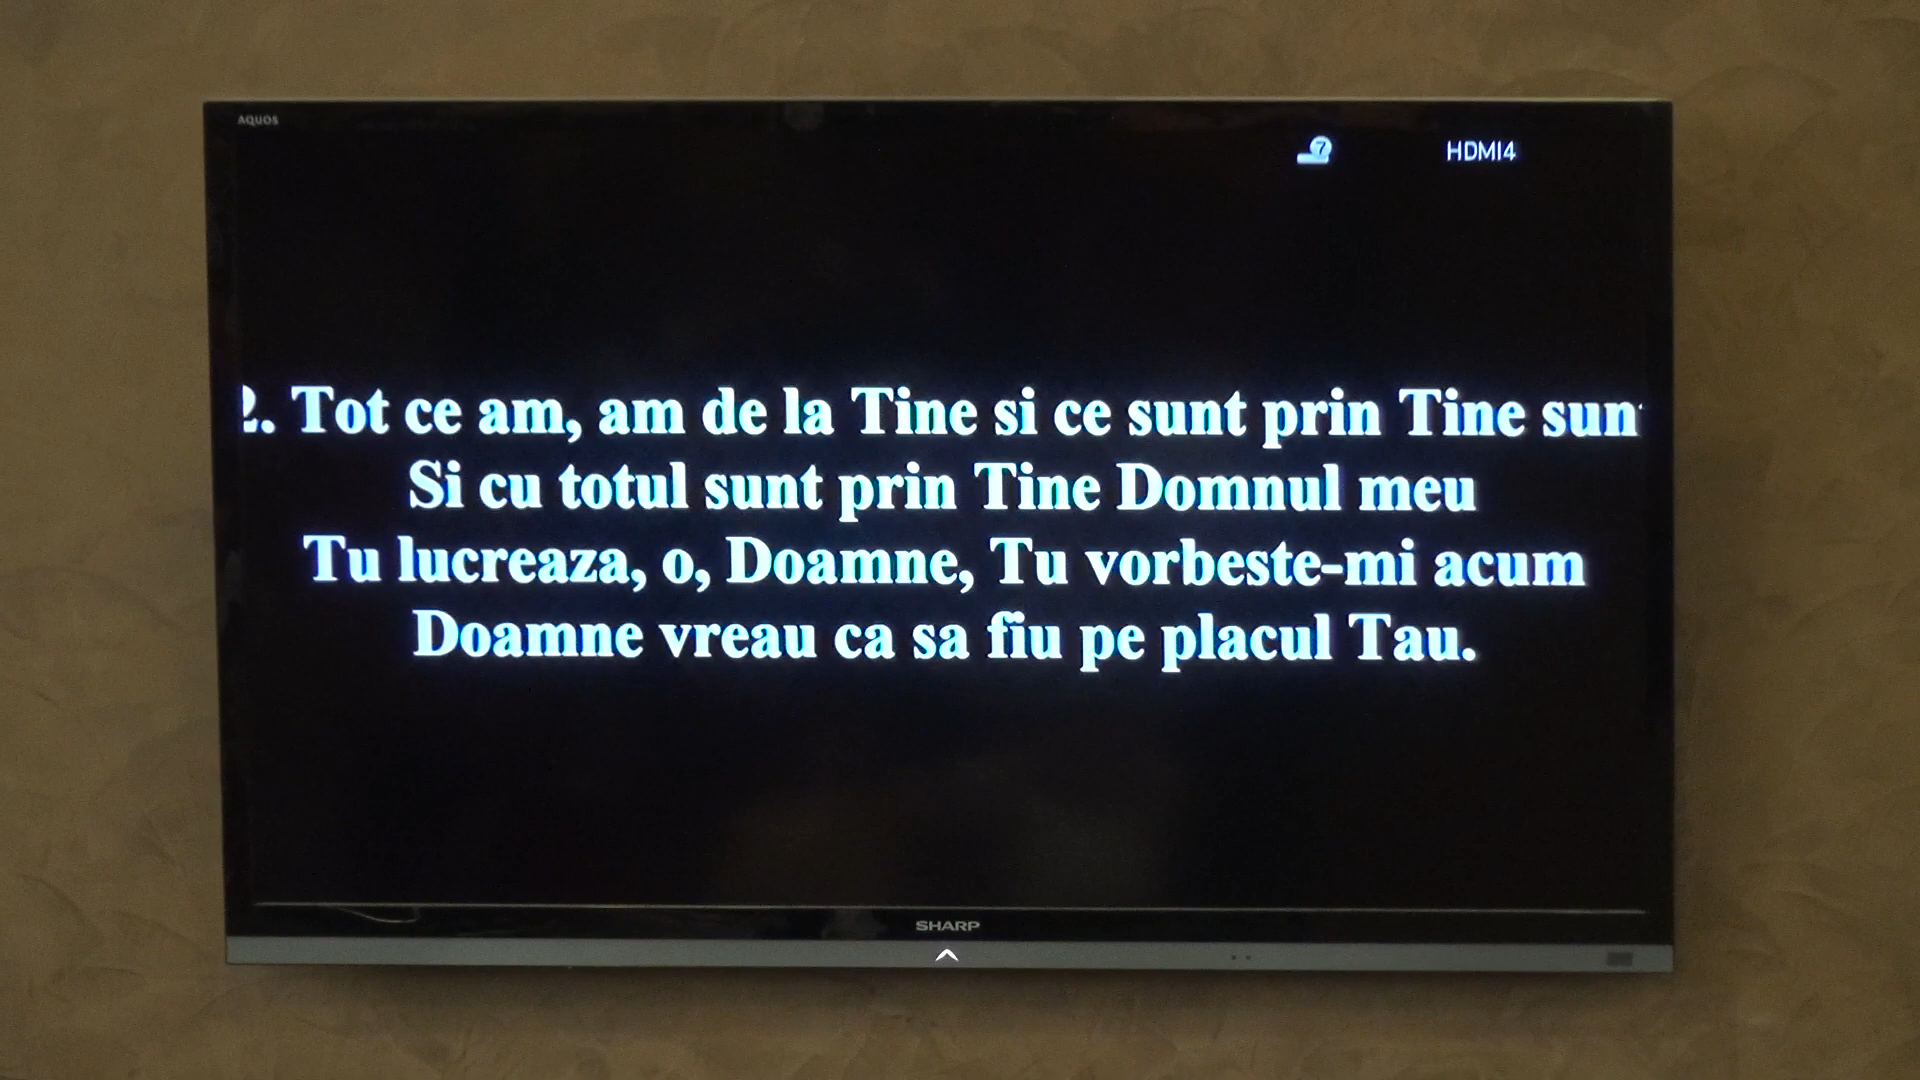 AQUOS
7 HDMI4
2. Tot ce am, am de la Tine si ce sunt prin Tine sun
Si cu totul sunt prin Tine Domnul meu
Tu lucreaza, o, Doamne, Tu vorbeste-mi acum
Doamne vreau ca sa fiu pe placul Tau.
SHARP